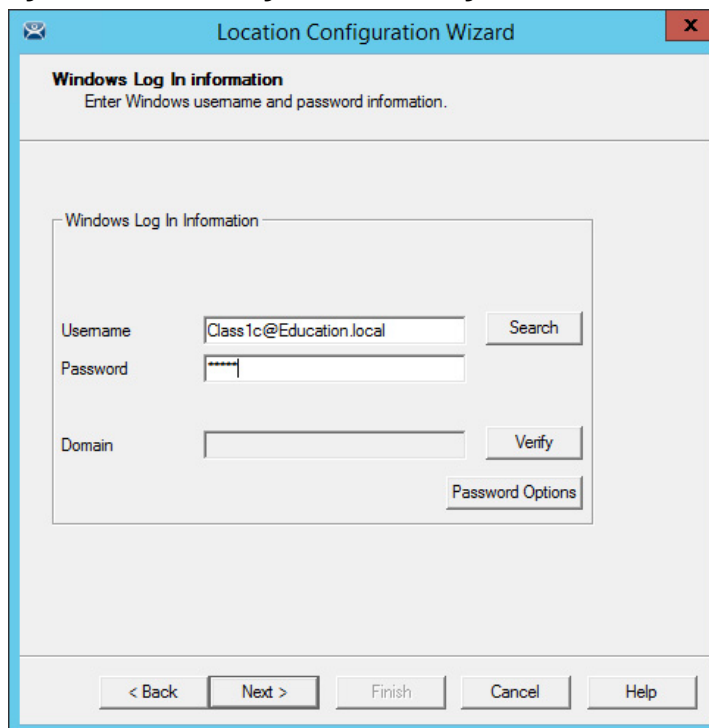 Location Configuration Wizard
x
Windows Log In information
Enter Windows username and password information.
Windows Log In Information
Username Class1c@Education.local Search
Password *****
Domain Verify
Password Options
< Back Next > Finish Cancel Help